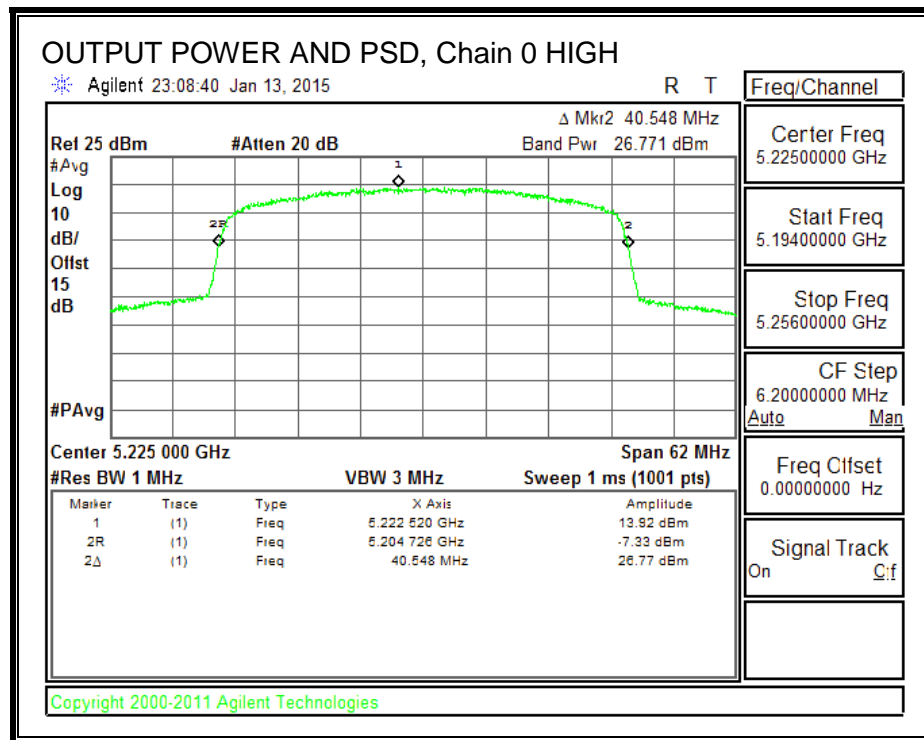 OUTPUT POWER AND PSD, Chain 0 HIGH
Agilent 23:08:40 Jan 13, 2015
R T
Freq/Channel
Δ Mkr2 40.548 MHz
Ref 25 dBm #Atten 20 dB Band Pwr 26.771 dBm
#Avg
Log
10
dB/
Offst
15
dB
#PAvg
1
2R
2
Center 5.225 000 GHz Span 62 MHz
#Res BW 1 MHz VBW 3 MHz Sweep 1 ms (1001 pts)
Marker Trace Type X Axis Amplitude
1 (1) Freq 5.222 520 GHz 13.92 dBm
2R (1) Freq 5.204 726 GHz -7.33 dBm
2Δ (1) Freq 40.548 MHz 26.77 dBm
Center Freq
5.22500000 GHz
Start Freq
5.19400000 GHz
Stop Freq
5.25600000 GHz
CF Step
6.20000000 MHz
Auto Man
Freq Offset
0.00000000 Hz
Signal Track
On Off
Copyright 2000-2011 Agilent Technologies